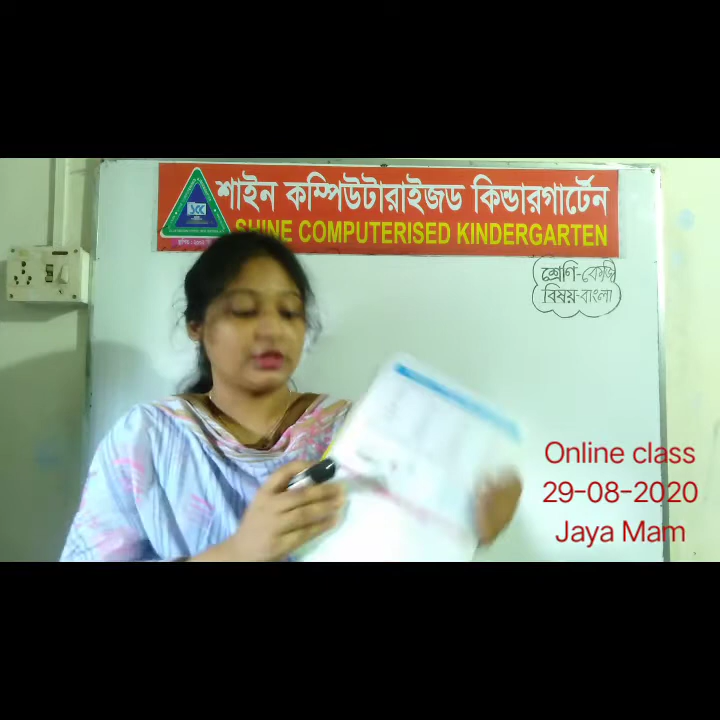 শাইন কম্পিউটারাইজড কিন্ডারগার্টেন
SHINE COMPUTERISED KINDERGARTEN
শ্রেণি-কেজি
বিষয়-বাংলা
Online class
29-08-2020
Jaya Mam